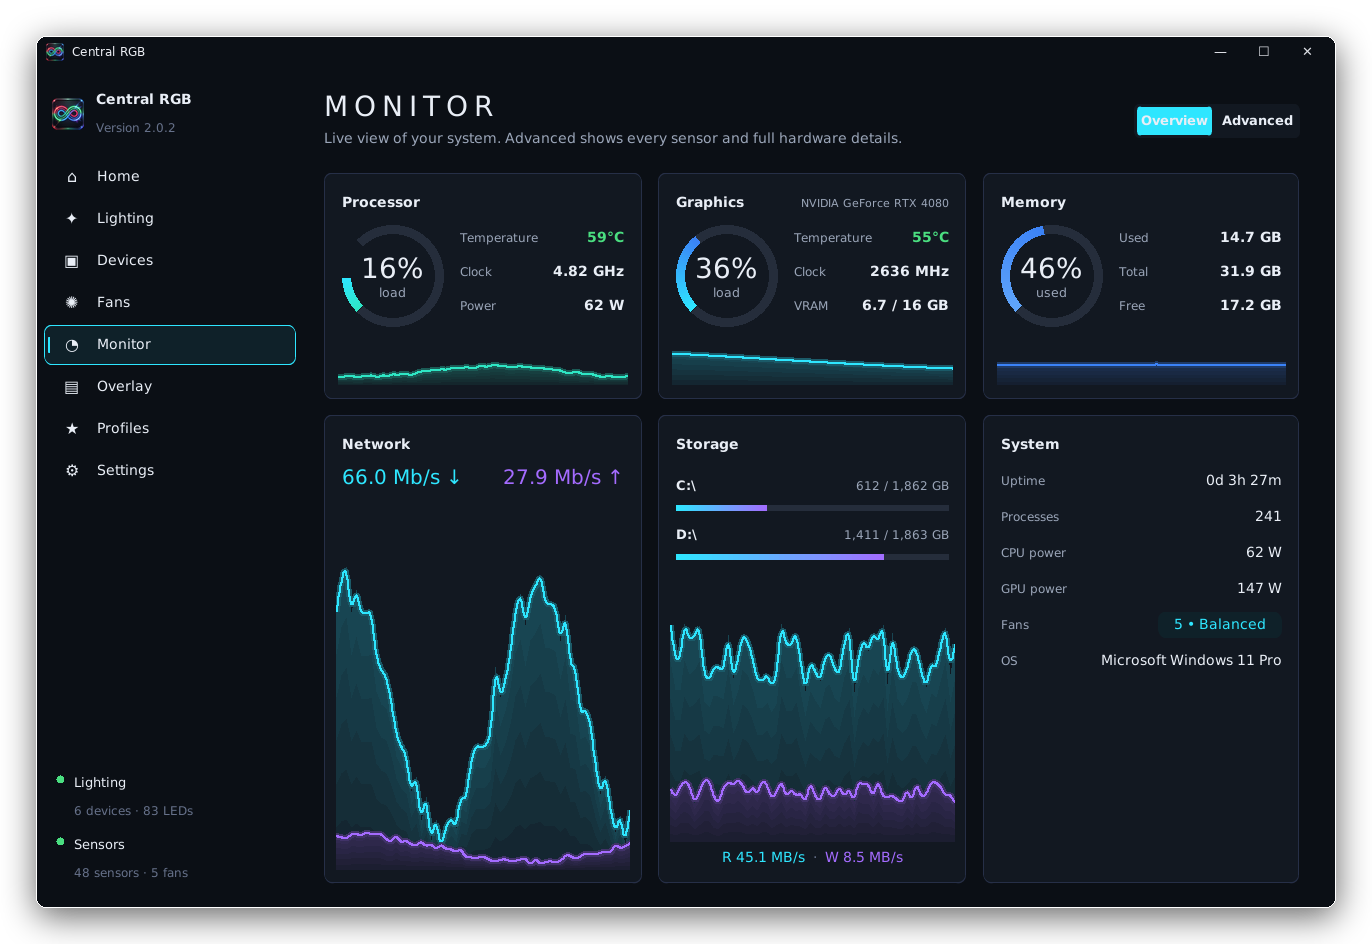 Central RGB
Central RGB
Version 2.0.2
Home
Lighting
Devices
Fans
Monitor
Overlay
Profiles
Settings
Lighting
6 devices · 83 LEDs
Sensors
48 sensors · 5 fans
MONITOR
Live view of your system. Advanced shows every sensor and full hardware details.
Overview Advanced
Processor
16%
load
Temperature 59°C
Clock 4.82 GHz
Power 62 W
Graphics NVIDIA GeForce RTX 4080
36%
load
Temperature 55°C
Clock 2636 MHz
VRAM 6.7 / 16 GB
Memory
46%
used
Used 14.7 GB
Total 31.9 GB
Free 17.2 GB
Network
66.0 Mb/s ↓ 27.9 Mb/s ↑
Storage
C:\ 612 / 1,862 GB
D:\ 1,411 / 1,863 GB
R 45.1 MB/s · W 8.5 MB/s
System
Uptime 0d 3h 27m
Processes 241
CPU power 62 W
GPU power 147 W
Fans 5 • Balanced
OS Microsoft Windows 11 Pro